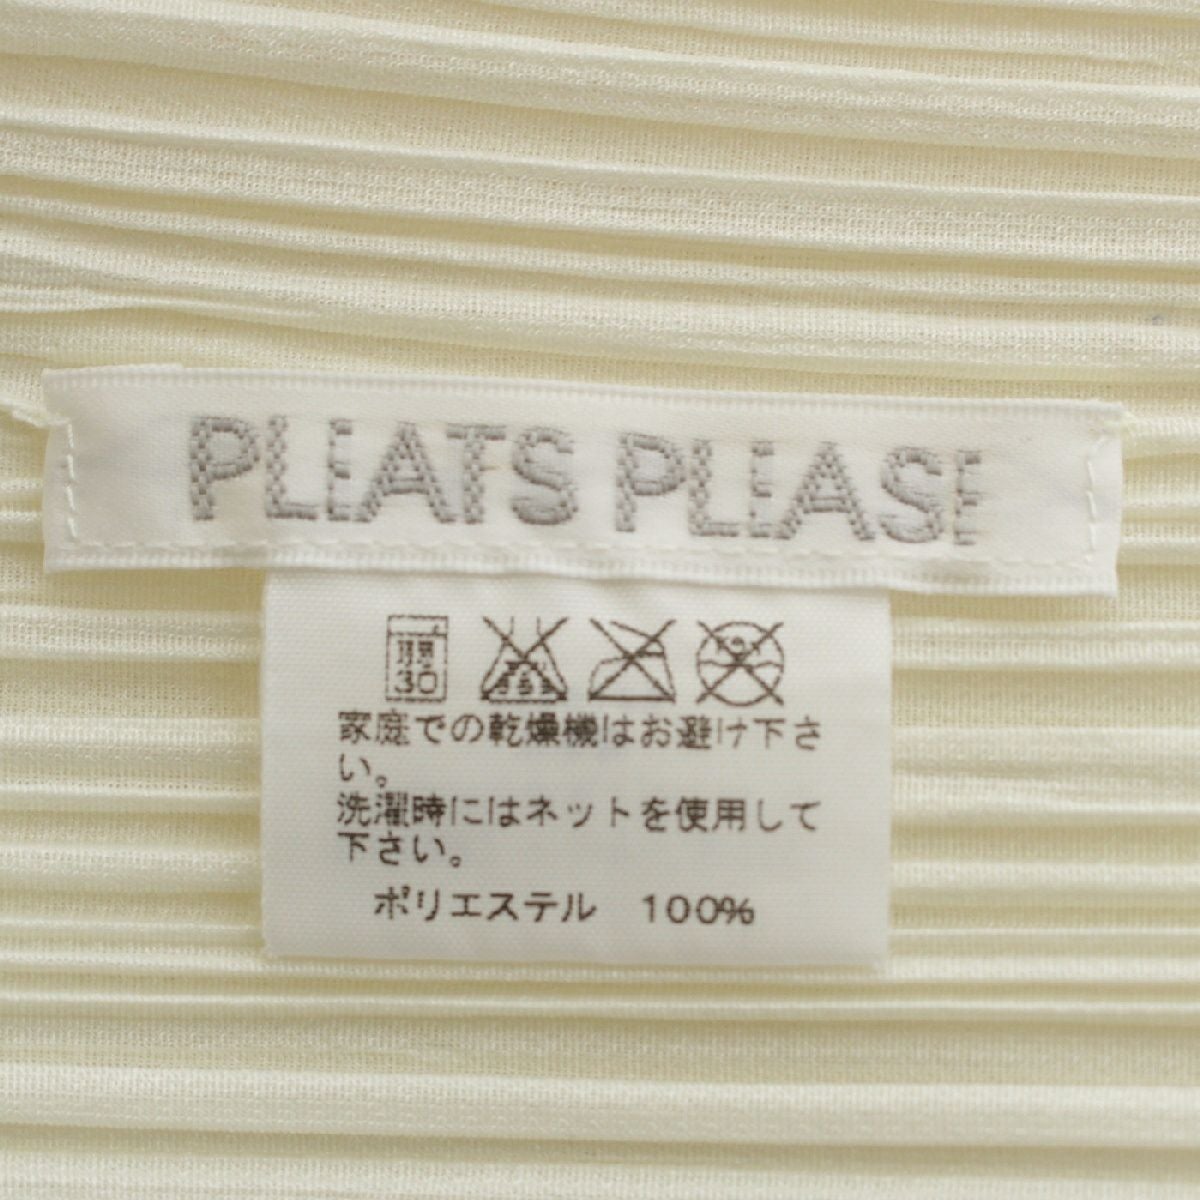 PLEATS PLEASE
30
家庭での乾燥機はお避け下さ
い。
洗濯時にはネットを使用して
下さい。
ポリエステル 100%